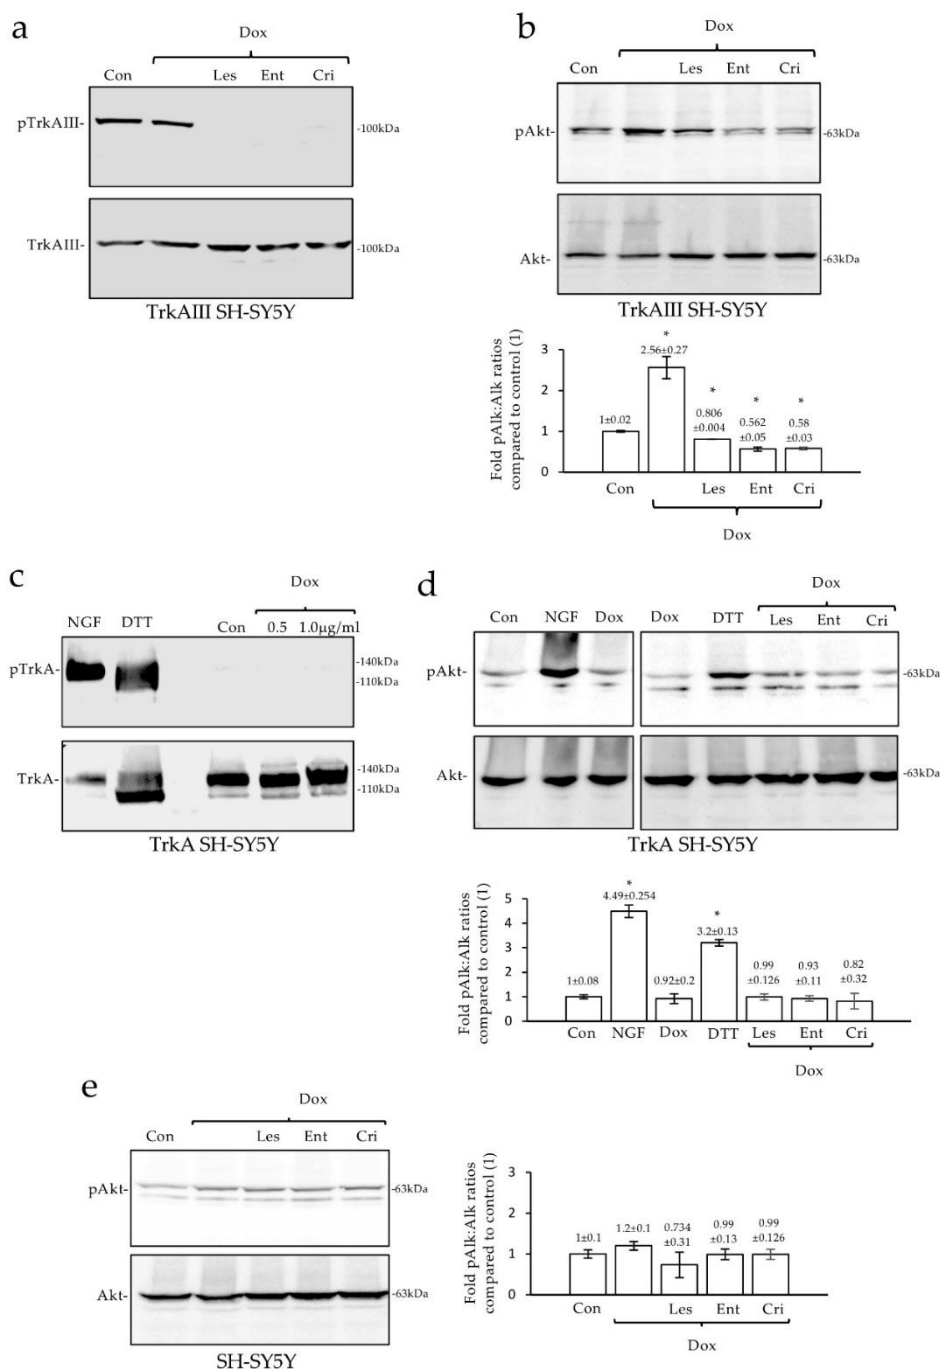 a
Dox
Con Les Ent Cri
pTrkAIII-
-100kDa
TrkAIII-
-100kDa
TrkAIII SH-SY5Y
b
Dox
Con Les Ent Cri
pAkt-
-63kDa
Akt-
-63kDa
TrkAIII SH-SY5Y
Fold pAlk:Alk ratios
compared to control (1)
3
2
1
0
1±0.02
*
2.56±0.27
*
0.806
±0.004
*
0.562
±0.05
*
0.58
±0.03
Con Les Ent Cri
Dox
c
Dox
NGF DTT Con 0.5 1.0µg/ml
pTrkA-
-140kDa
-110kDa
TrkA-
-140kDa
-110kDa
TrkA SH-SY5Y
d
Dox
Con NGF Dox Dox DTT Les Ent Cri
pAkt-
-63kDa
Akt-
-63kDa
TrkA SH-SY5Y
Fold pAlk:Alk ratios
compared to control (1)
5
4
3
2
1
0
1±0.08
*
4.49±0.254
0.92±0.2
*
3.2±0.13
0.99
±0.126
0.93
±0.11
0.82
±0.32
Con NGF Dox DTT Les Ent Cri
Dox
e
Dox
Con Les Ent Cri
pAkt-
-63kDa
Akt-
-63kDa
SH-SY5Y
Fold pAlk:Alk ratios
compared to control (1)
3
2
1
0
1±0.1
1.2±0.1
0.734
±0.31
0.99
±0.13
0.99
±0.126
Con Les Ent Cri
Dox